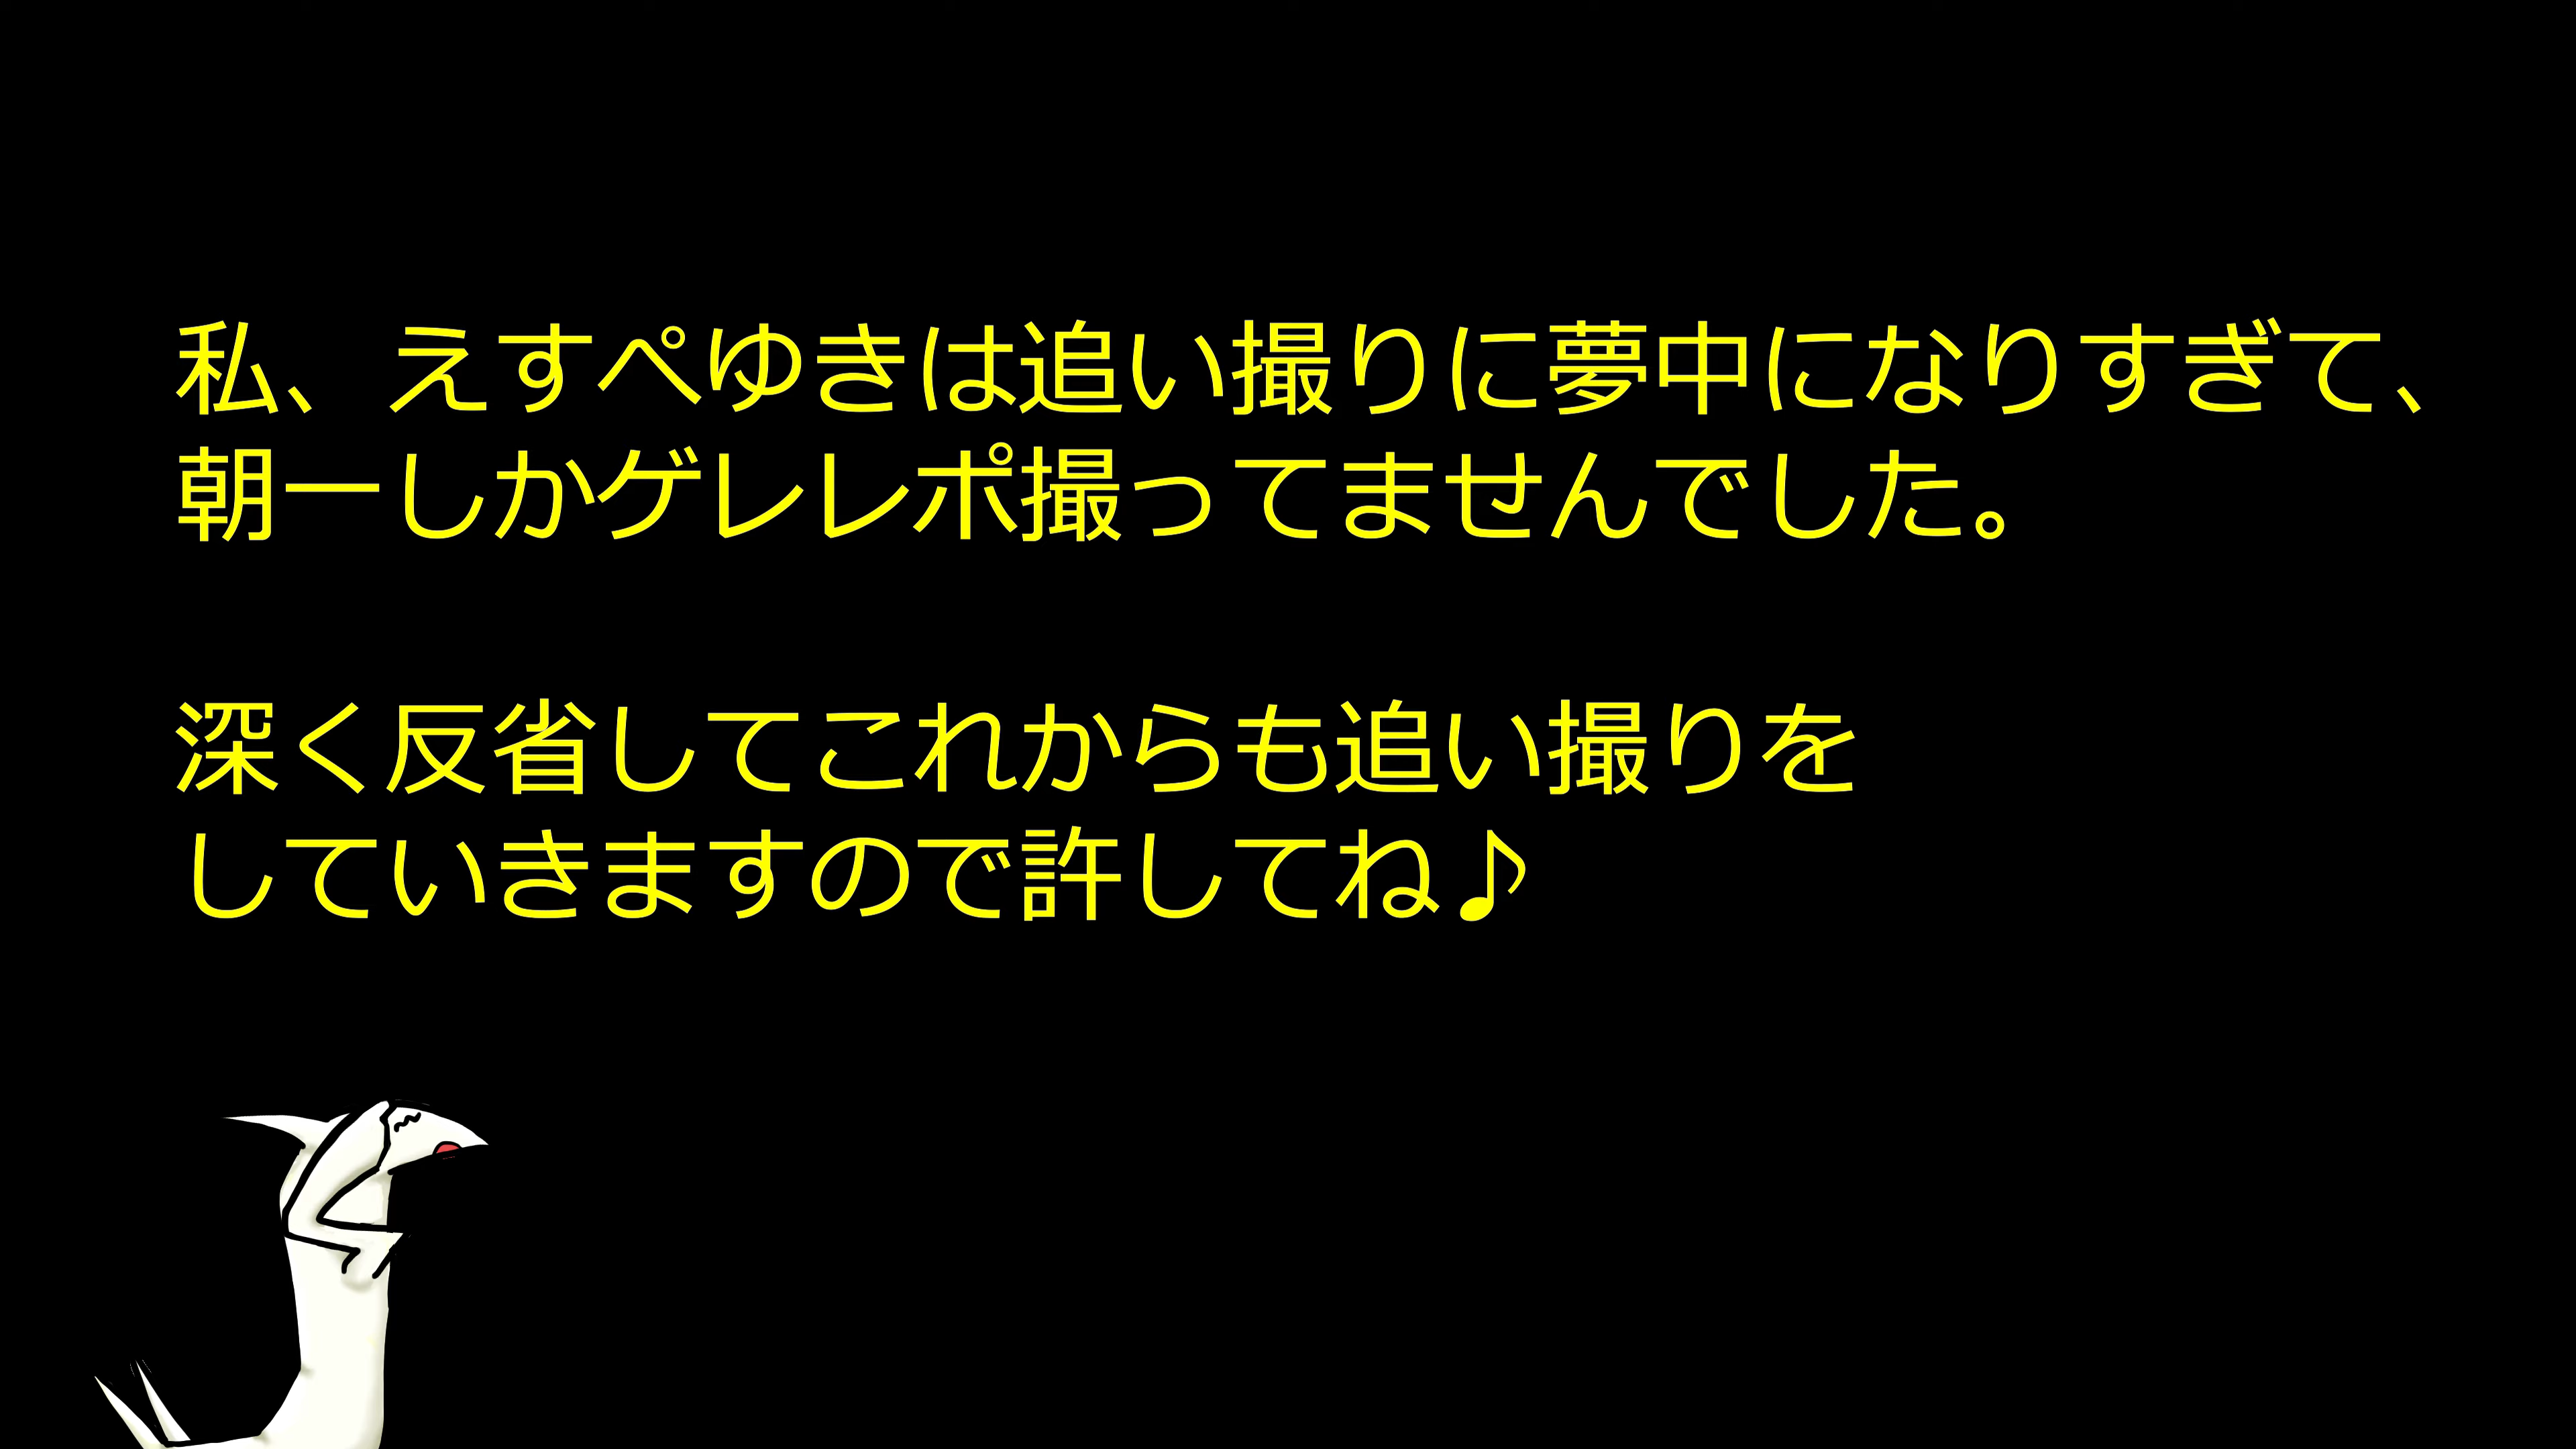 私、えすぺゆきは追い撮りに夢中になりすぎて、
朝一しかゲレレポ撮ってませんでした。
深く反省してこれからも追い撮りを
していきますので許してね♪